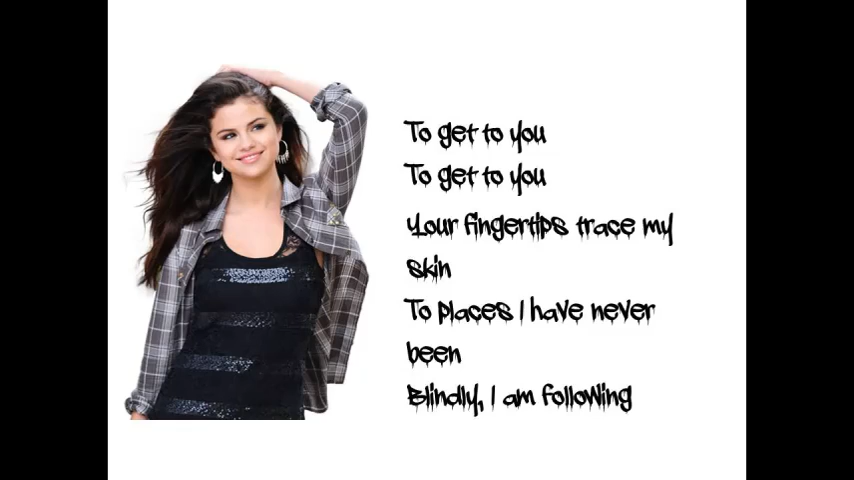 To get to you
To get to you
Your fingertips trace my
skin
To places I have never
been
Blindly, I am following